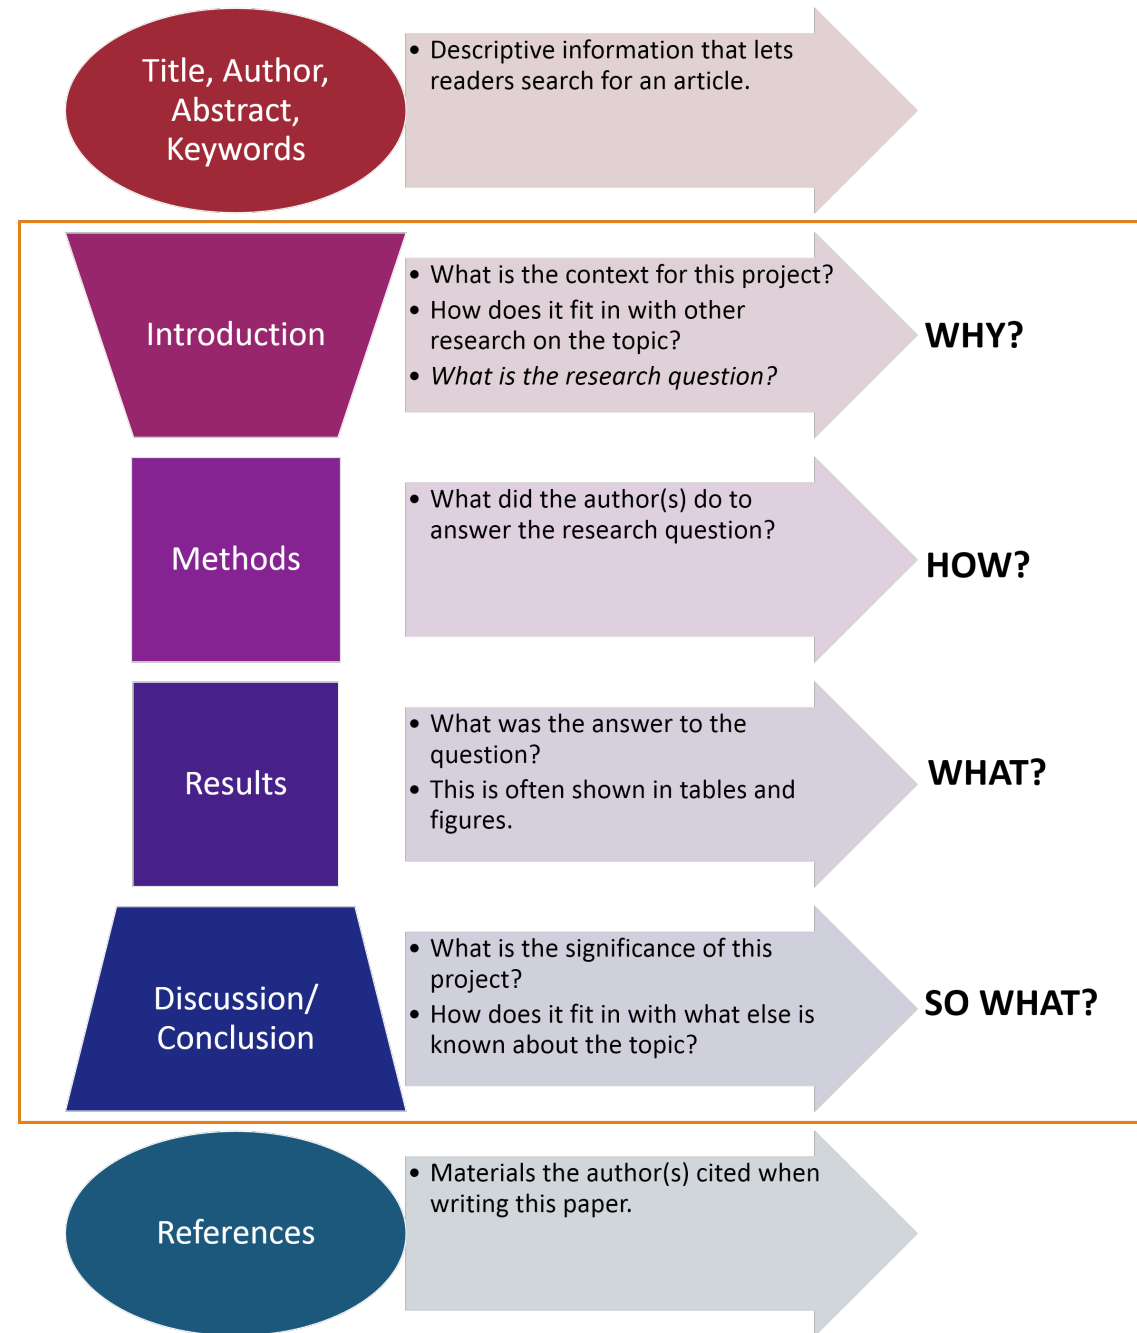 Title, Author,
Abstract,
Keywords
• Descriptive information that lets
readers search for an article.
Introduction
• What is the context for this project?
• How does it fit in with other
research on the topic?
• What is the research question?
WHY?
Methods
• What did the author(s) do to
answer the research question?
HOW?
Results
• What was the answer to the
question?
• This is often shown in tables and
figures.
WHAT?
Discussion/
Conclusion
• What is the significance of this
project?
• How does it fit in with what else is
known about the topic?
SO WHAT?
References
• Materials the author(s) cited when
writing this paper.